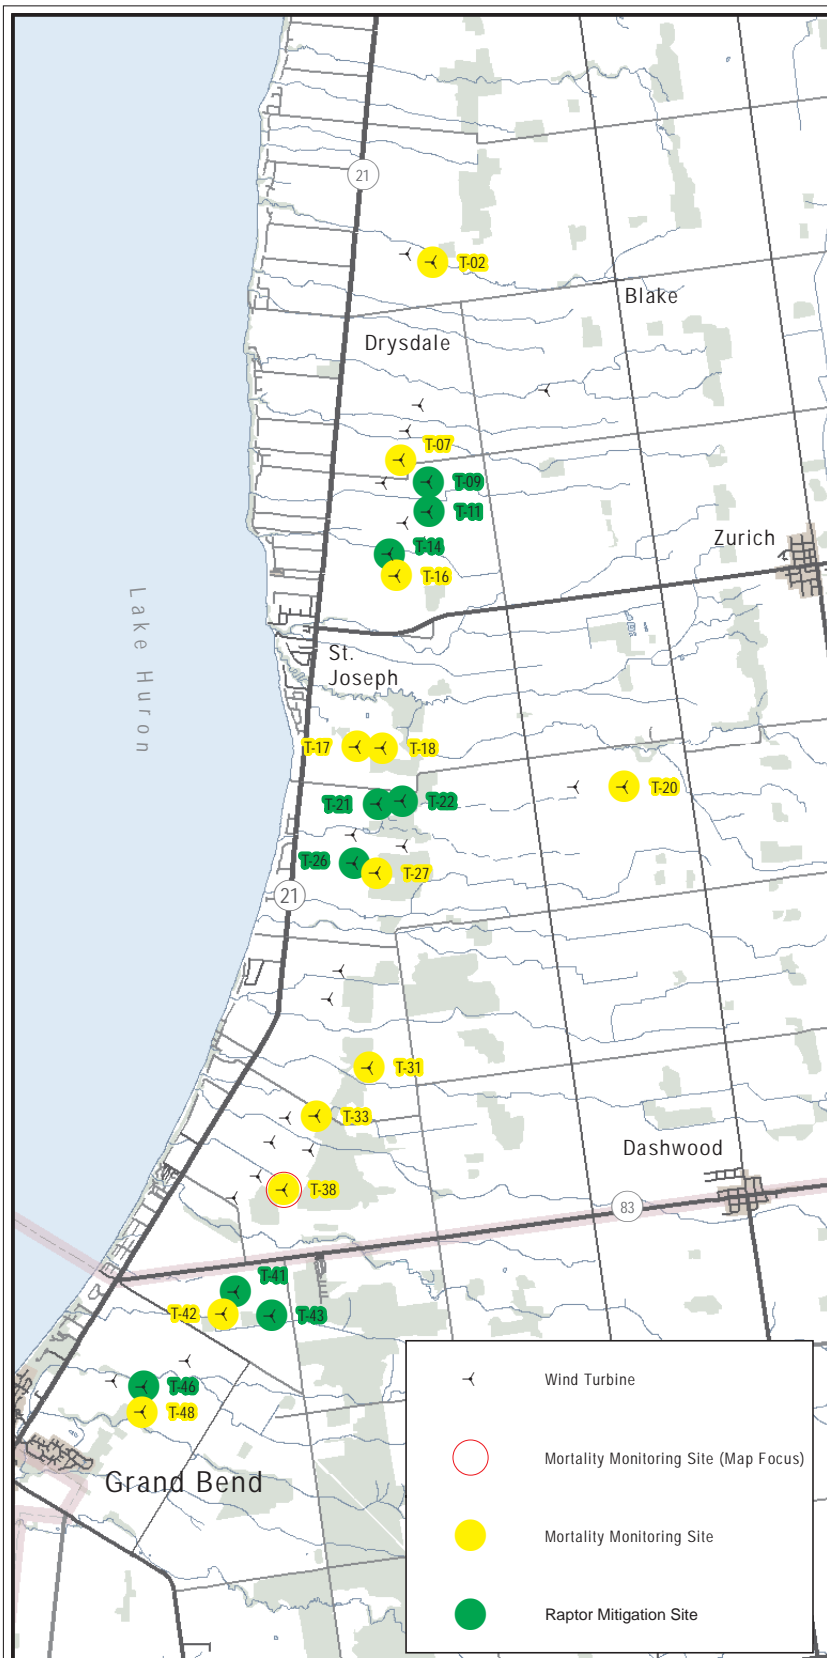 21
T-02
Blake
Drysdale
T-07
T-09
T-11
Zurich
T-14
T-16
Lake Huron
St.
Joseph
T-17
T-18
T-20
T-21
T-22
T-26
T-27
21
T-31
T-33
Dashwood
T-38
83
T-41
T-42
T-43
Wind Turbine
T-46
T-48
Mortality Monitoring Site (Map Focus)
Grand Bend
Mortality Monitoring Site
Raptor Mitigation Site